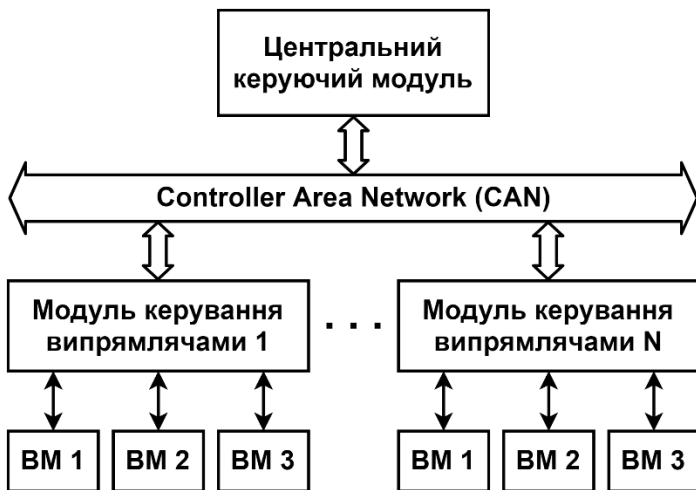 Центральний
керуючий модуль
Controller Area Network (CAN)
Модуль керування
випрямлячами 1
. . .
Модуль керування
випрямлячами N
ВМ 1
ВМ 2
ВМ 3
ВМ 1
ВМ 2
ВМ 3